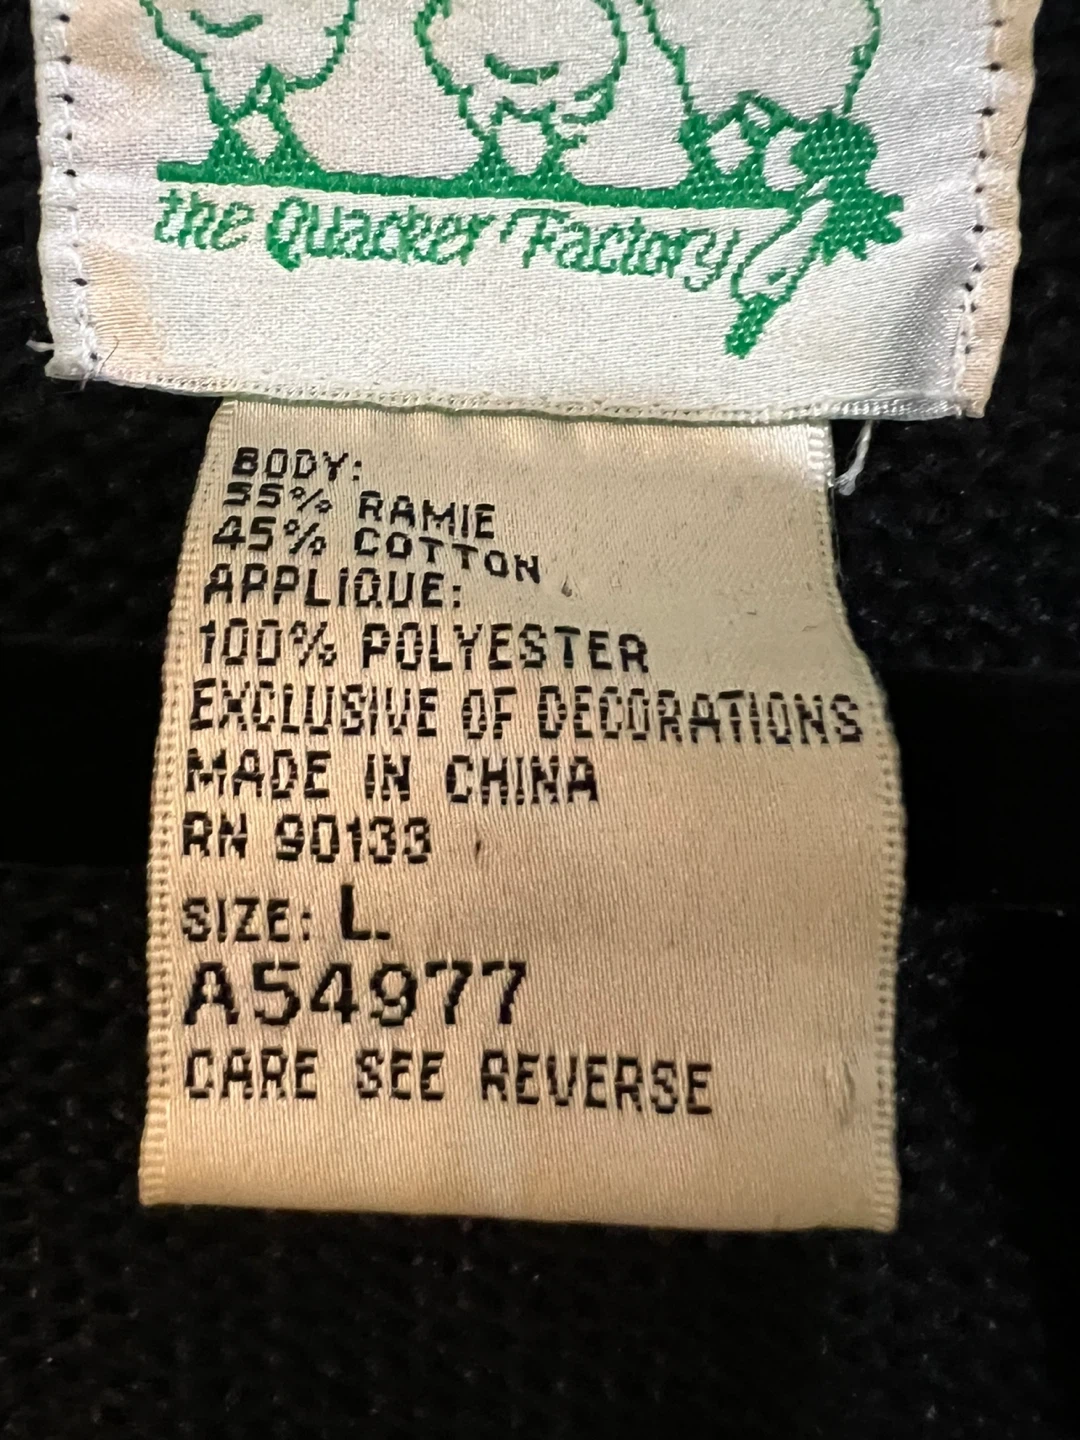 the Quacker Factory
BODY:
55% RAMIE
45% COTTON
APPLIQUE:
100% POLYESTER
EXCLUSIVE OF DECORATIONS
MADE IN CHINA
RN 90133
SIZE: L.
A54977
CARE SEE REVERSE